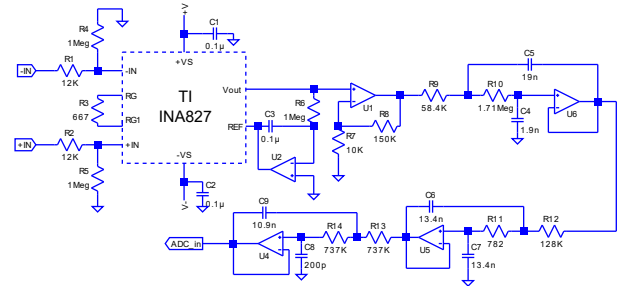 +V
R4
1Meg
C1
0.1µ
+VS
-IN
R1
12K
-IN
TI
INA827
RG
R3
667
RG1
Vout
REF
R6
1Meg
C3
0.1µ
U1
R8
150K
R7
10K
R9
58.4K
C5
19n
R10
1.71Meg
C4
1.9n
U6
+IN
R2
12K
+IN
R5
1Meg
-VS
V-
C2
0.1µ
U2
C9
10.9n
ADC_in
U4
C8
200p
R14
737K
R13
737K
C6
13.4n
U5
C7
13.4n
R11
782
R12
128K